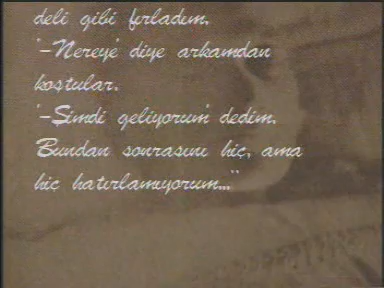 deli gibi fırladım.
"-Nereye' diye arkamdan
koştular.
'-Şimdi geliyorum' dedim.
Bundan sonrasını hiç, ama
hiç hatırlamıyorum..."